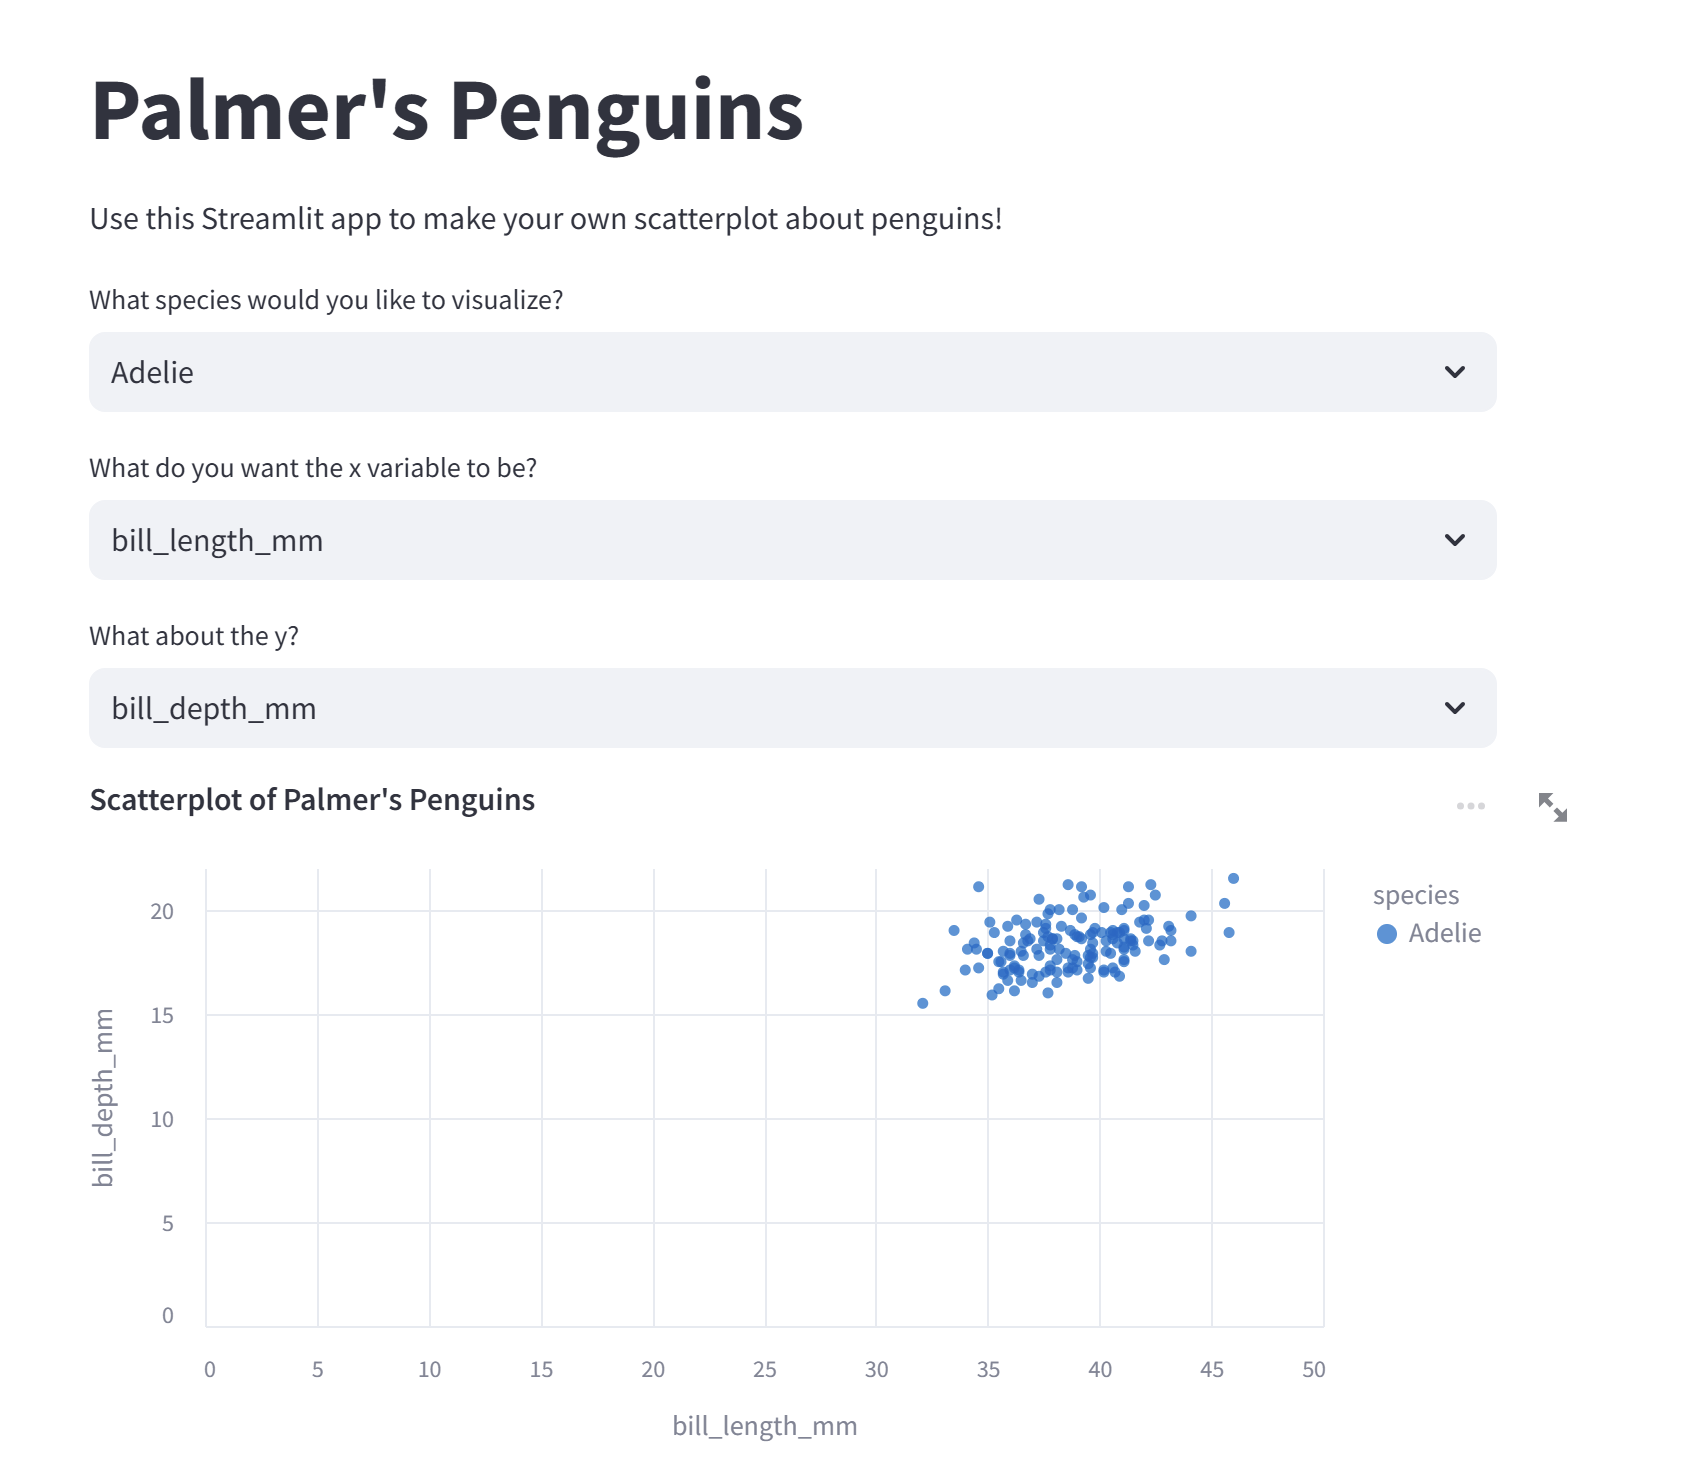 Palmer's Penguins
Use this Streamlit app to make your own scatterplot about penguins!
What species would you like to visualize?
Adelie
What do you want the x variable to be?
bill_length_mm
What about the y?
bill_depth_mm
Scatterplot of Palmer's Penguins
species
Adelie
20
15
10
5
0
bill_depth_mm
0 5 10 15 20 25 30 35 40 45 50
bill_length_mm